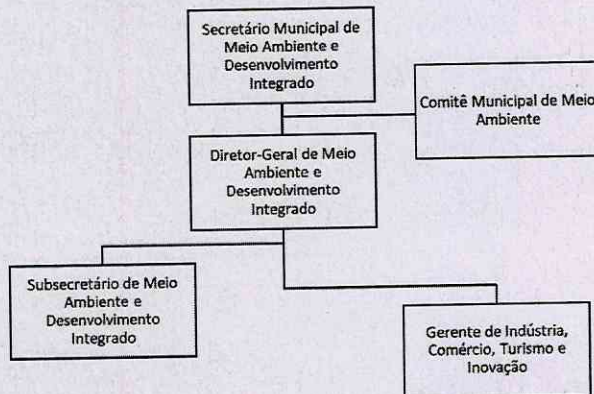 Secretário Municipal de
Meio Ambiente e
Desenvolvimento
Integrado
Comitê Municipal de Meio
Ambiente
Diretor-Geral de Meio
Ambiente e
Desenvolvimento
Integrado
Subsecretário de Meio
Ambiente e
Desenvolvimento
Integrado
Gerente de Indústria,
Comércio, Turismo e
Inovação